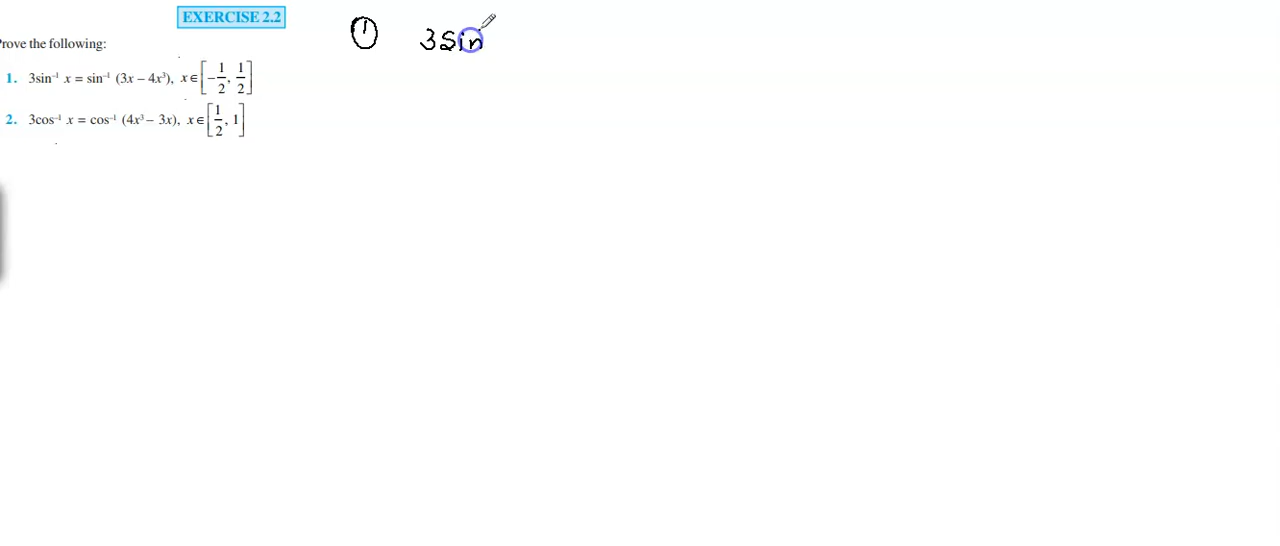 EXERCISE 2.2
rove the following:
1. 3sin⁻¹ x = sin⁻¹ (3x – 4x³), x ∈ [–1/2, 1/2]
2. 3cos⁻¹ x = cos⁻¹ (4x³ – 3x), x ∈ [1/2, 1]
① 3sin